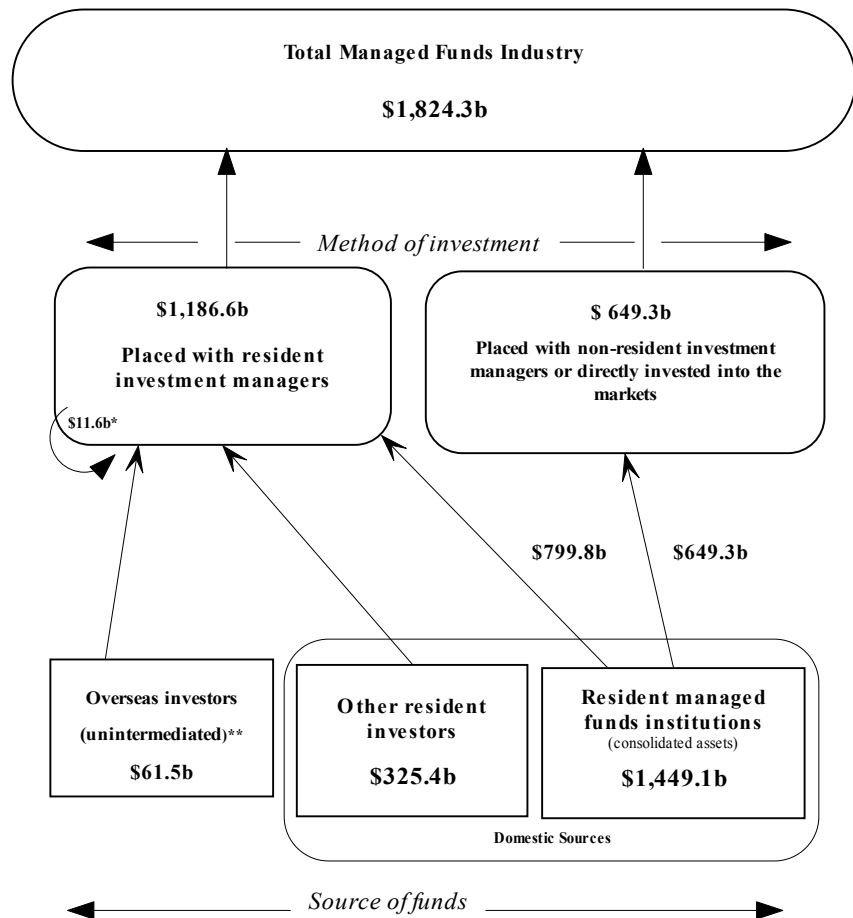 Total Managed Funds Industry
$1,824.3b
Method of investment
$1,186.6b
Placed with resident
investment managers
$11.6b*
$ 649.3b
Placed with non-resident investment
managers or directly invested into the
markets
$799.8b
$649.3b
Overseas investors
(unintermediated)**
$61.5b
Other resident
investors
$325.4b
Resident managed
funds institutions
(consolidated assets)
$1,449.1b
Domestic Sources
Source of funds